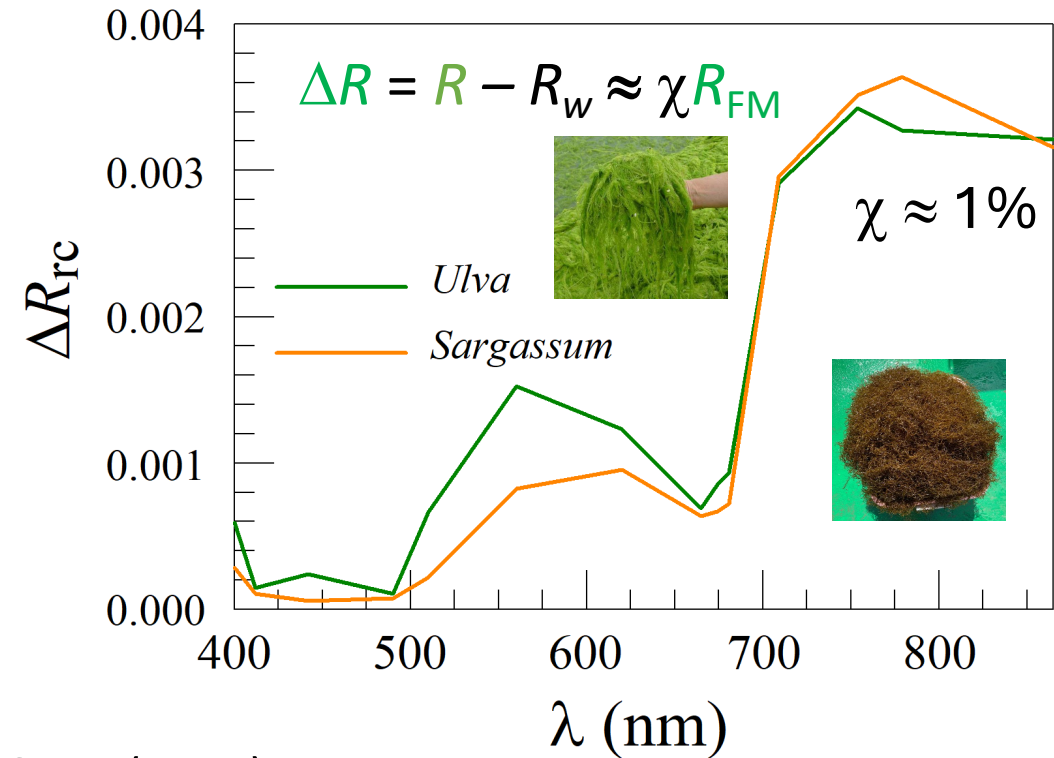 ΔR = R – Rw ≈ χRFM
χ ≈ 1%
Ulva
Sargassum
ΔRrc
0.004
0.003
0.002
0.001
0.000
400 500 600 700 800
λ (nm)